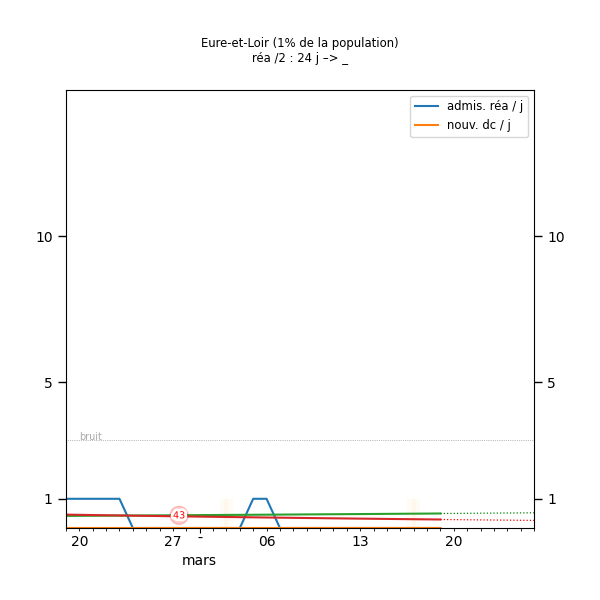 Eure-et-Loir (1% de la population)
réa /2 : 24 j –> _
admis. réa / j
nouv. dc / j
10 10
5 5
bruit
1 1
43
20 27 - 06 13 20
mars